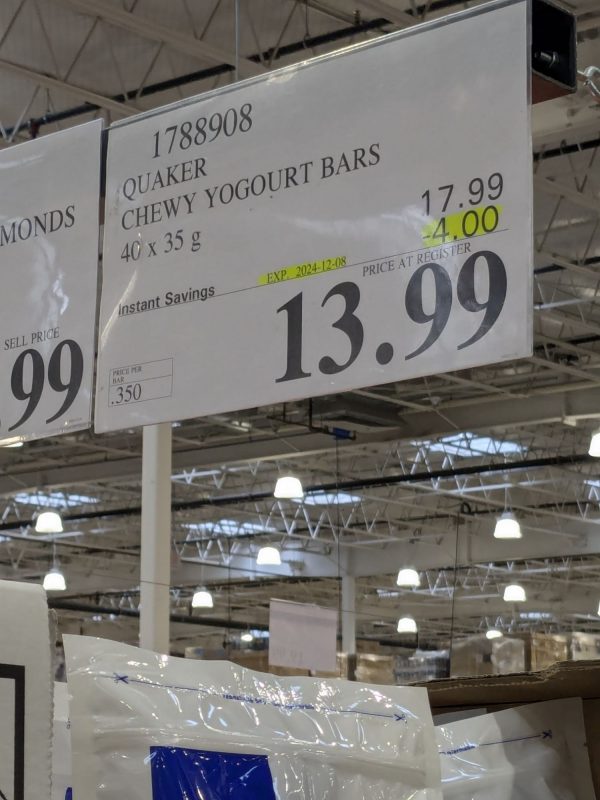 MONDS
SELL PRICE
.99
1788908
QUAKER
CHEWY YOGOURT BARS
40 x 35 g
17.99
-4.00
EXP. 2024-12-08
PRICE AT REGISTER
Instant Savings
13.99
PRICE PER
BAR
.350